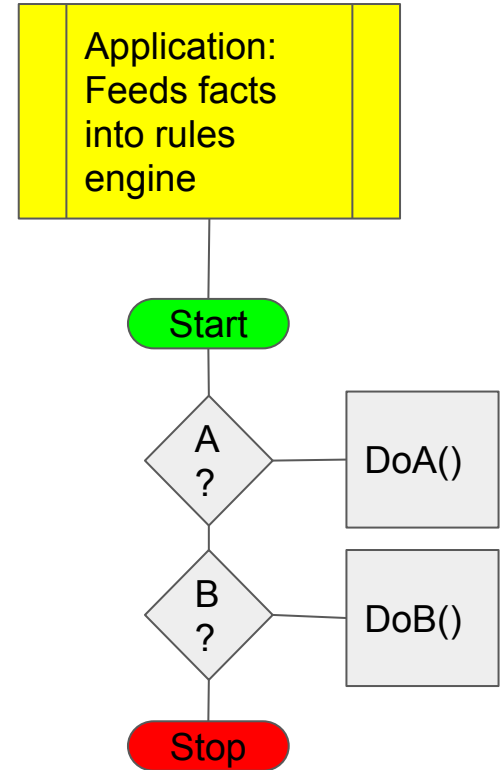 Application:
Feeds facts
into rules
engine
Start
A
?
DoA()
B
?
DoB()
Stop